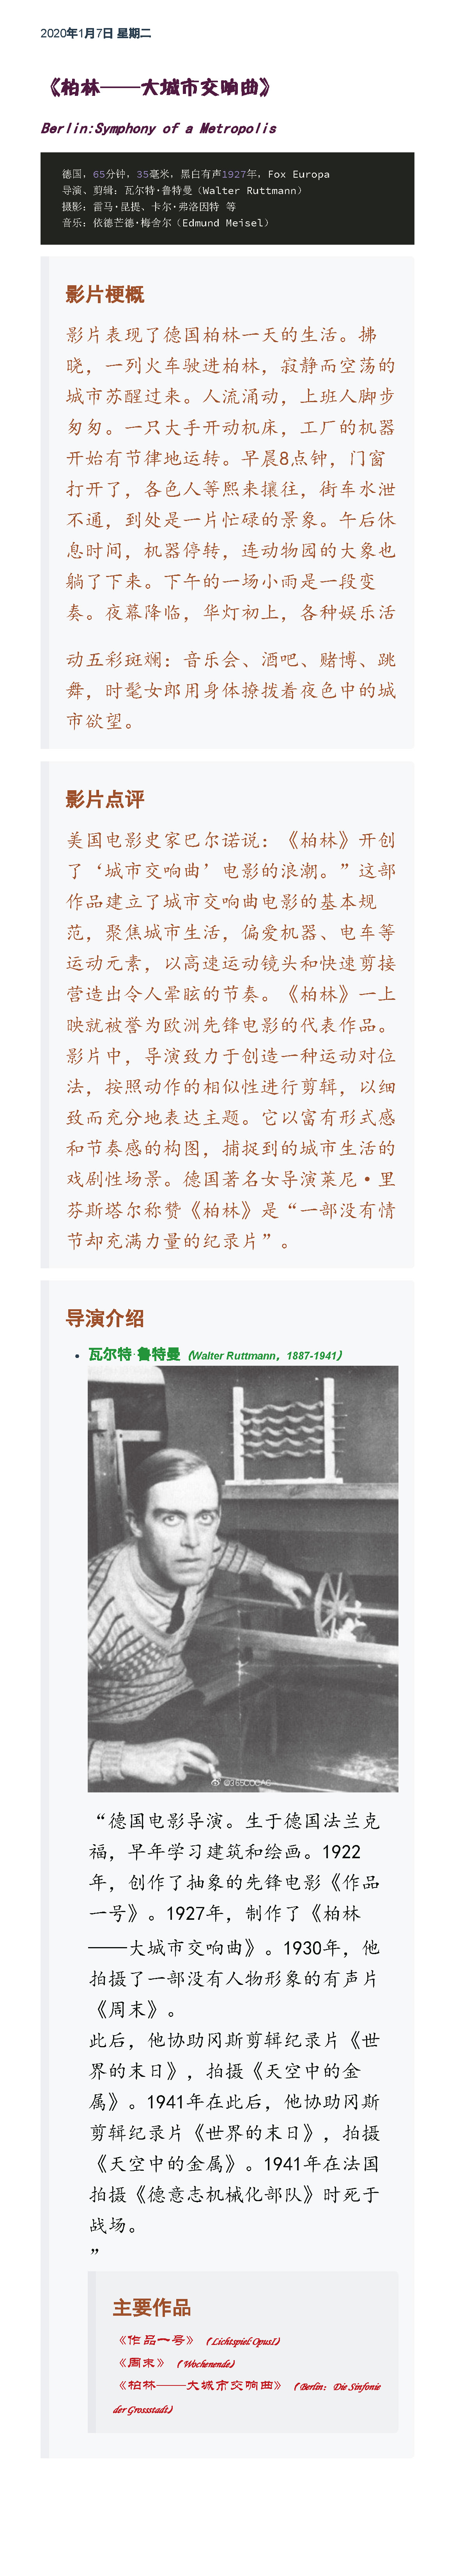 2020年1月7日 星期二
《柏林——大城市交响曲》
Berlin:Symphony of a Metropolis
德国，65分钟，35毫米，黑白有声1927年，Fox Europa
导演、剪辑：瓦尔特·鲁特曼（Walter Ruttmann）
摄影：雷马·昆提、卡尔·弗洛因特 等
音乐：依德芒德·梅舍尔（Edmund Meisel）
影片梗概
影片表现了德国柏林一天的生活。拂
晓，一列火车驶进柏林，寂静而空荡的
城市苏醒过来。人流涌动，上班人脚步
匆匆。一只大手开动机床，工厂的机器
开始有节律地运转。早晨8点钟，门窗
打开了，各色人等熙来攘往，街车水泄
不通，到处是一片忙碌的景象。午后休
息时间，机器停转，连动物园的大象也
躺了下来。下午的一场小雨是一段变
奏。夜幕降临，华灯初上，各种娱乐活
动五彩斑斓：音乐会、酒吧、赌博、跳
舞，时髦女郎用身体撩拨着夜色中的城
市欲望。
影片点评
美国电影史家巴尔诺说：《柏林》开创
了‘城市交响曲’电影的浪潮。”这部
作品建立了城市交响曲电影的基本规
范，聚焦城市生活，偏爱机器、电车等
运动元素，以高速运动镜头和快速剪接
营造出令人晕眩的节奏。《柏林》一上
映就被誉为欧洲先锋电影的代表作品。
影片中，导演致力于创造一种运动对位
法，按照动作的相似性进行剪辑，以细
致而充分地表达主题。它以富有形式感
和节奏感的构图，捕捉到的城市生活的
戏剧性场景。德国著名女导演莱尼·里
芬斯塔尔称赞《柏林》是“一部没有情
节却充满力量的纪录片”。
导演介绍
瓦尔特·鲁特曼（Walter Ruttmann，1887-1941）
@365COCAS
“德国电影导演。生于德国法兰克
福，早年学习建筑和绘画。1922
年，创作了抽象的先锋电影《作品
一号》。1927年，制作了《柏林
——大城市交响曲》。1930年，他
拍摄了一部没有人物形象的有声片
《周末》。
此后，他协助冈斯剪辑纪录片《世
界的末日》，拍摄《天空中的金
属》。1941年在此后，他协助冈斯
剪辑纪录片《世界的末日》，拍摄
《天空中的金属》。1941年在法国
拍摄《德意志机械化部队》时死于
战场。
”
主要作品
《作品一号》（Lichtspiel:Opus1）
《周末》（Wochenende）
《柏林——大城市交响曲》（Berlin：Die Sinfonie
der Grossstadt）